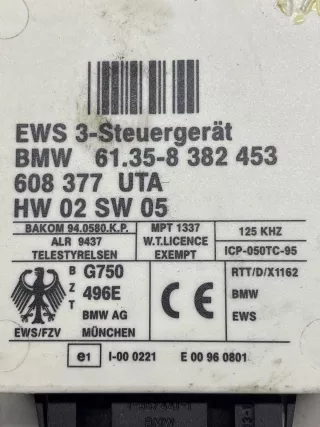 EWS 3-Steuergerät
BMW 61.35-8 382 453
608 377 UTA
HW 02 SW 05
BAKOM 94.0580.K.P.
ALR 9437
TELESTYRELSEN
MPT 1337
W.T.LICENCE
EXEMPT
125 KHZ
ICP-050TC-95
EWS/FZV
B
Z
T
G750
496E
BMW AG
MÜNCHEN
CE
RTT/D/X1162
BMW
EWS
e1 I-00 0221 E 00 96 0801